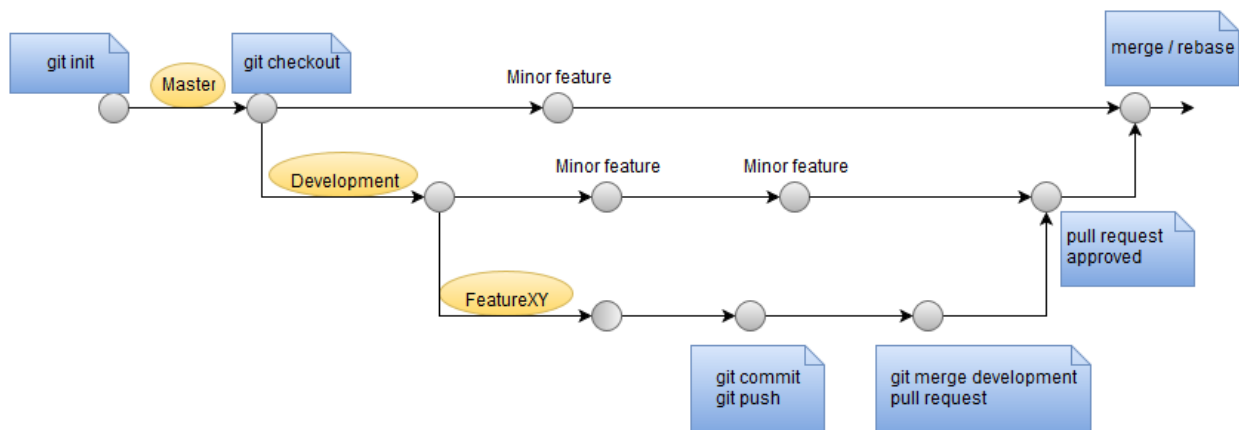 git init
Master
git checkout
Minor feature
merge / rebase
Development
Minor feature
Minor feature
pull request
approved
FeatureXY
git commit
git push
git merge development
pull request